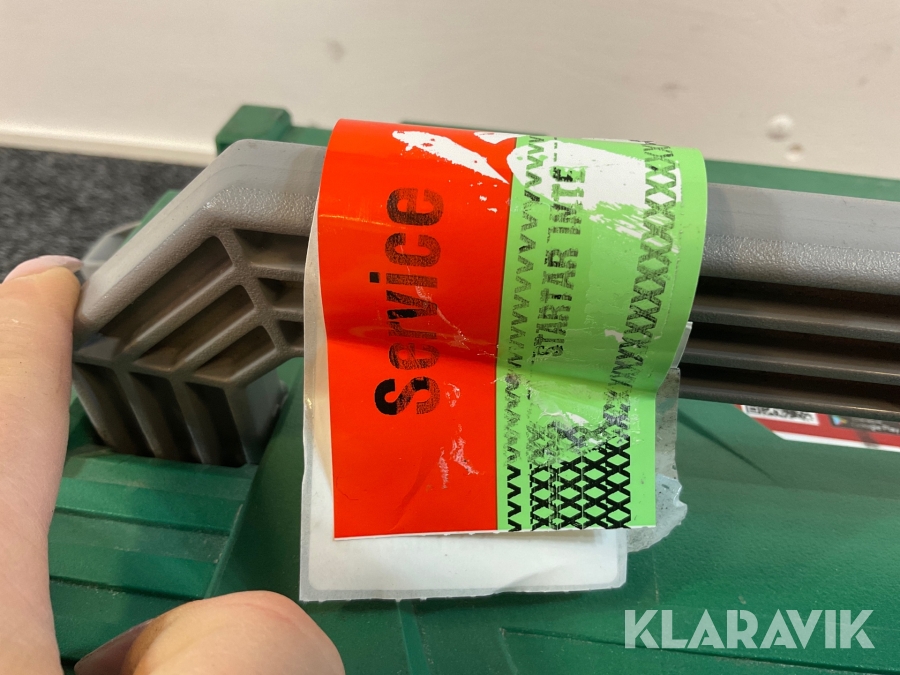 Service
STARTAR INTE
KLARAVIK